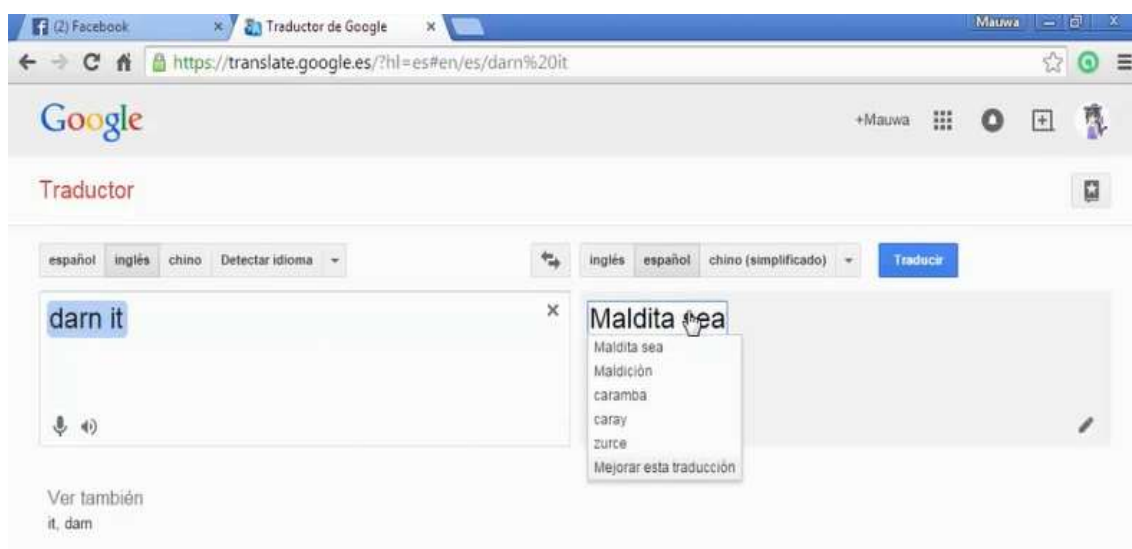 (2) Facebook
Traductor de Google
Mauwa
https://translate.google.es/?hl=es#en/es/darn%20it
Google
+Mauwa
Traductor
español inglés chino Detectar idioma
inglés español chino (simplificado)
Traducir
darn it
Maldita sea
Maldita sea
Maldición
caramba
caray
zurce
Mejorar esta traducción
Ver también
it, darn